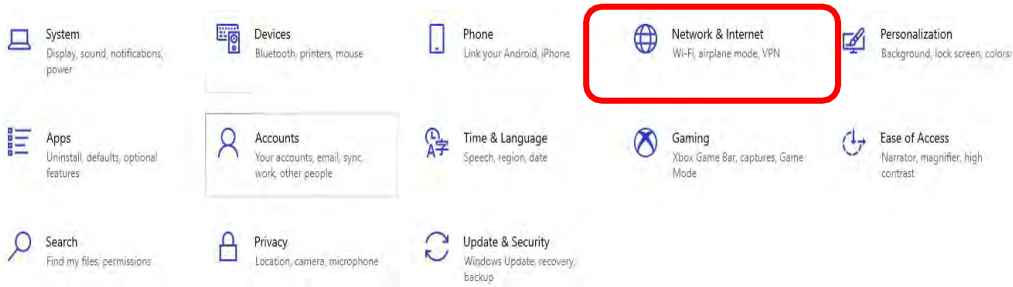 System
Display, sound, notifications,
power
Devices
Bluetooth, printers, mouse
Phone
Link your Android, iPhone
Network & Internet
Wi-Fi, airplane mode, VPN
Personalization
Background, lock screen, colors
Apps
Uninstall, defaults, optional
features
Accounts
Your accounts, email, sync,
work, other people
Time & Language
Speech, region, date
Gaming
Xbox Game Bar, captures, Game
Mode
Ease of Access
Narrator, magnifier, high
contrast
Search
Find my files, permissions
Privacy
Location, camera, microphone
Update & Security
Windows Update, recovery,
backup